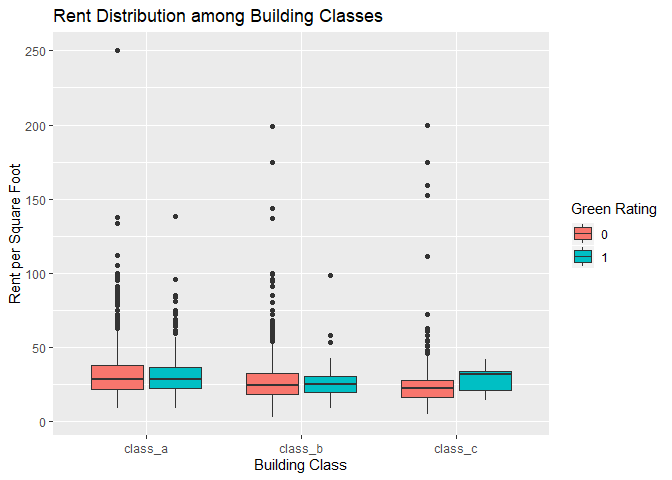 Rent Distribution among Building Classes
Rent per Square Foot
250
200
150
100
50
0
class_a
class_b
class_c
Building Class
Green Rating
0
1